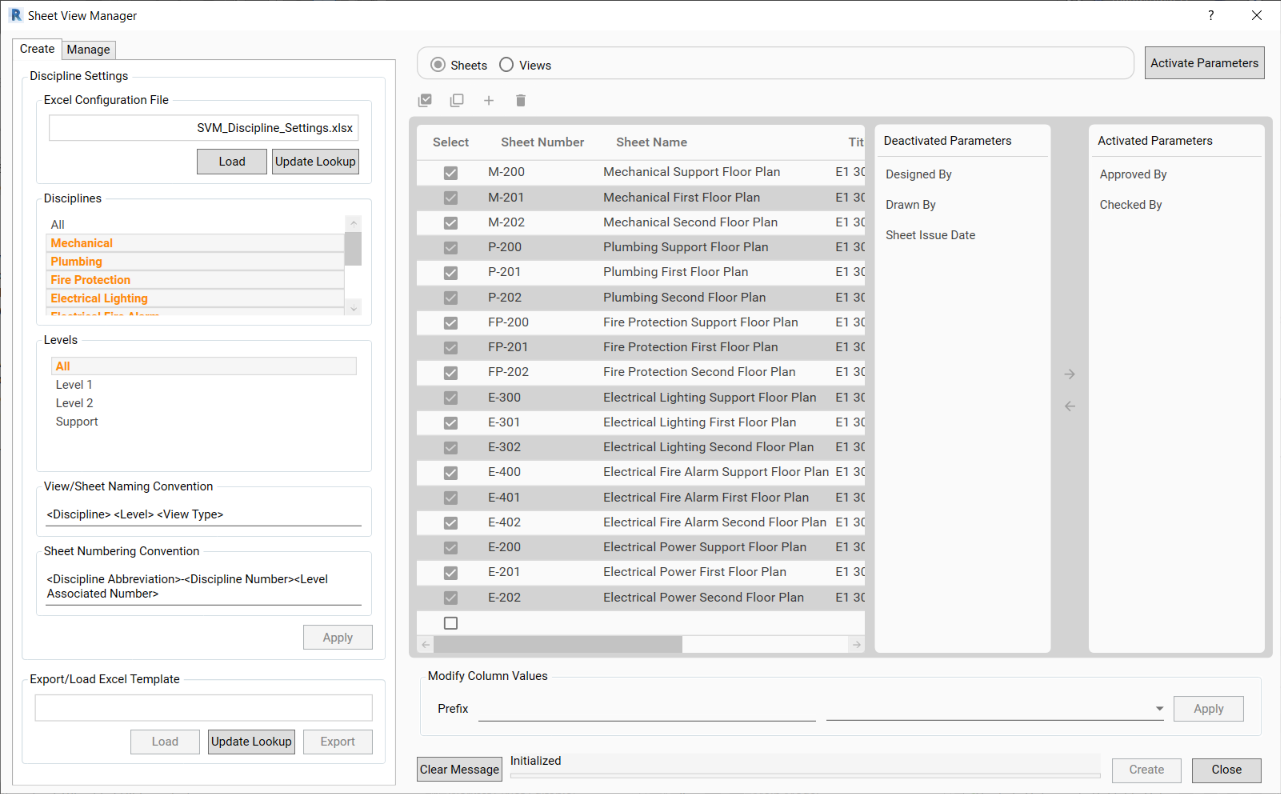 R Sheet View Manager ?
Create Manage
Discipline Settings
Excel Configuration File
SVM_Discipline_Settings.xlsx
Load Update Lookup
Disciplines
All
Mechanical
Plumbing
Fire Protection
Electrical Lighting
Electrical Fire Alarm
Levels
All
Level 1
Level 2
Support
View/Sheet Naming Convention
<Discipline> <Level> <View Type>
Sheet Numbering Convention
<Discipline Abbreviation>-<Discipline Number><Level
Associated Number>
Apply
Export/Load Excel Template
Load Update Lookup Export
Sheets Views
Activate Parameters
Select Sheet Number Sheet Name Tit
M-200 Mechanical Support Floor Plan E1 30
M-201 Mechanical First Floor Plan E1 30
M-202 Mechanical Second Floor Plan E1 30
P-200 Plumbing Support Floor Plan E1 30
P-201 Plumbing First Floor Plan E1 30
P-202 Plumbing Second Floor Plan E1 30
FP-200 Fire Protection Support Floor Plan E1 30
FP-201 Fire Protection First Floor Plan E1 30
FP-202 Fire Protection Second Floor Plan E1 30
E-300 Electrical Lighting Support Floor Plan E1 30
E-301 Electrical Lighting First Floor Plan E1 30
E-302 Electrical Lighting Second Floor Plan E1 30
E-400 Electrical Fire Alarm Support Floor Plan E1 30
E-401 Electrical Fire Alarm First Floor Plan E1 30
E-402 Electrical Fire Alarm Second Floor Plan E1 30
E-200 Electrical Power Support Floor Plan E1 30
E-201 Electrical Power First Floor Plan E1 30
E-202 Electrical Power Second Floor Plan E1 30
Deactivated Parameters
Designed By
Drawn By
Sheet Issue Date
Activated Parameters
Approved By
Checked By
Modify Column Values
Prefix Apply
Clear Message Initialized Create Close